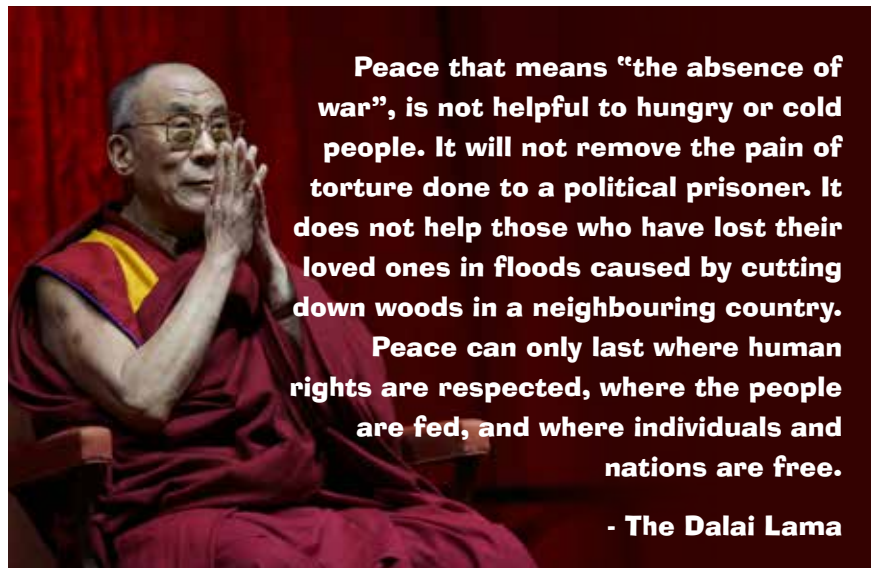 Peace that means “the absence of
war”, is not helpful to hungry or cold
people. It will not remove the pain of
torture done to a political prisoner. It
does not help those who have lost their
loved ones in floods caused by cutting
down woods in a neighbouring country.
Peace can only last where human
rights are respected, where the people
are fed, and where individuals and
nations are free.
- The Dalai Lama